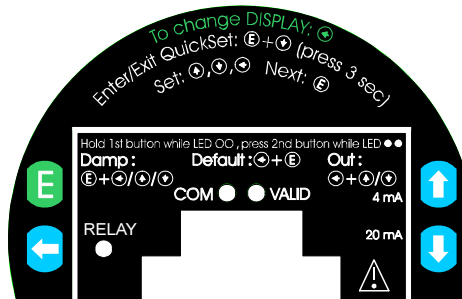 To change DISPLAY: ←
Enter/Exit QuickSet: E+↓ (press 3 sec)
Set: ↑,↓,← Next: E
Hold 1st button while LED OO, press 2nd button while LED ●●
Damp: Default: ←+E Out:
E+←/↑/↓ ←+↑/↓
COM VALID 4 mA
RELAY 20 mA
E